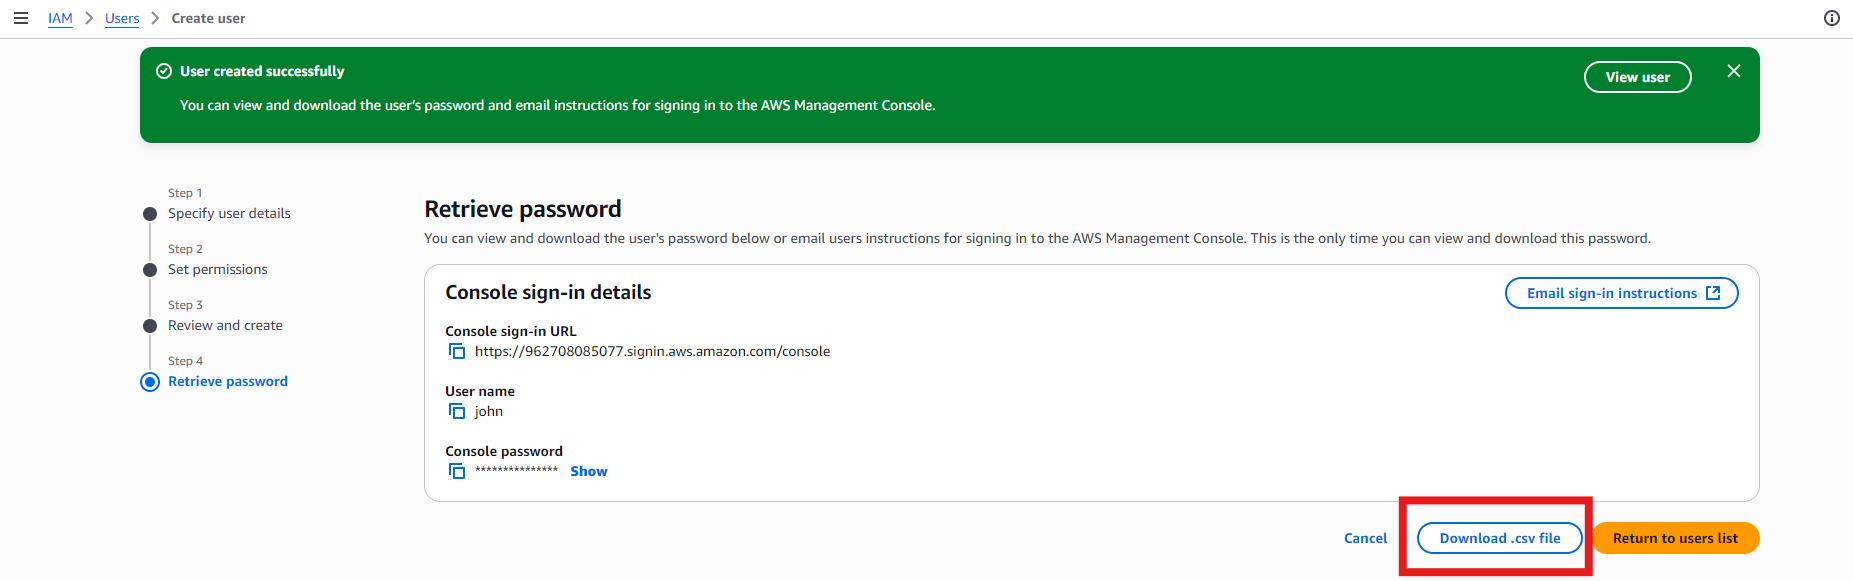 IAM > Users > Create user
User created successfully
View user
You can view and download the user's password and email instructions for signing in to the AWS Management Console.
Step 1
Specify user details
Step 2
Set permissions
Step 3
Review and create
Step 4
Retrieve password
Retrieve password
You can view and download the user's password below or email users instructions for signing in to the AWS Management Console. This is the only time you can view and download this password.
Console sign-in details
Email sign-in instructions
Console sign-in URL
https://962708085077.signin.aws.amazon.com/console
User name
john
Console password
*************** Show
Cancel
Download .csv file
Return to users list